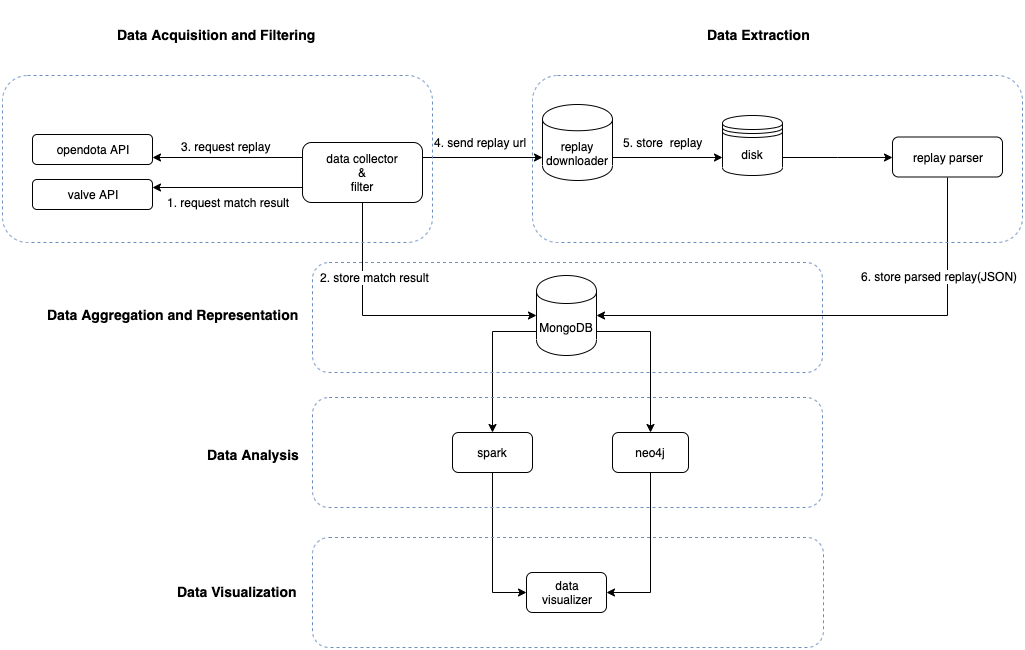 Data Acquisition and Filtering
Data Extraction
opendota API
valve API
3. request replay
1. request match result
data collector
&
filter
4. send replay url
replay
downloader
5. store  replay
disk
replay parser
2. store match result
6. store parsed replay(JSON)
Data Aggregation and Representation
MongoDB
Data Analysis
spark
neo4j
Data Visualization
data
visualizer